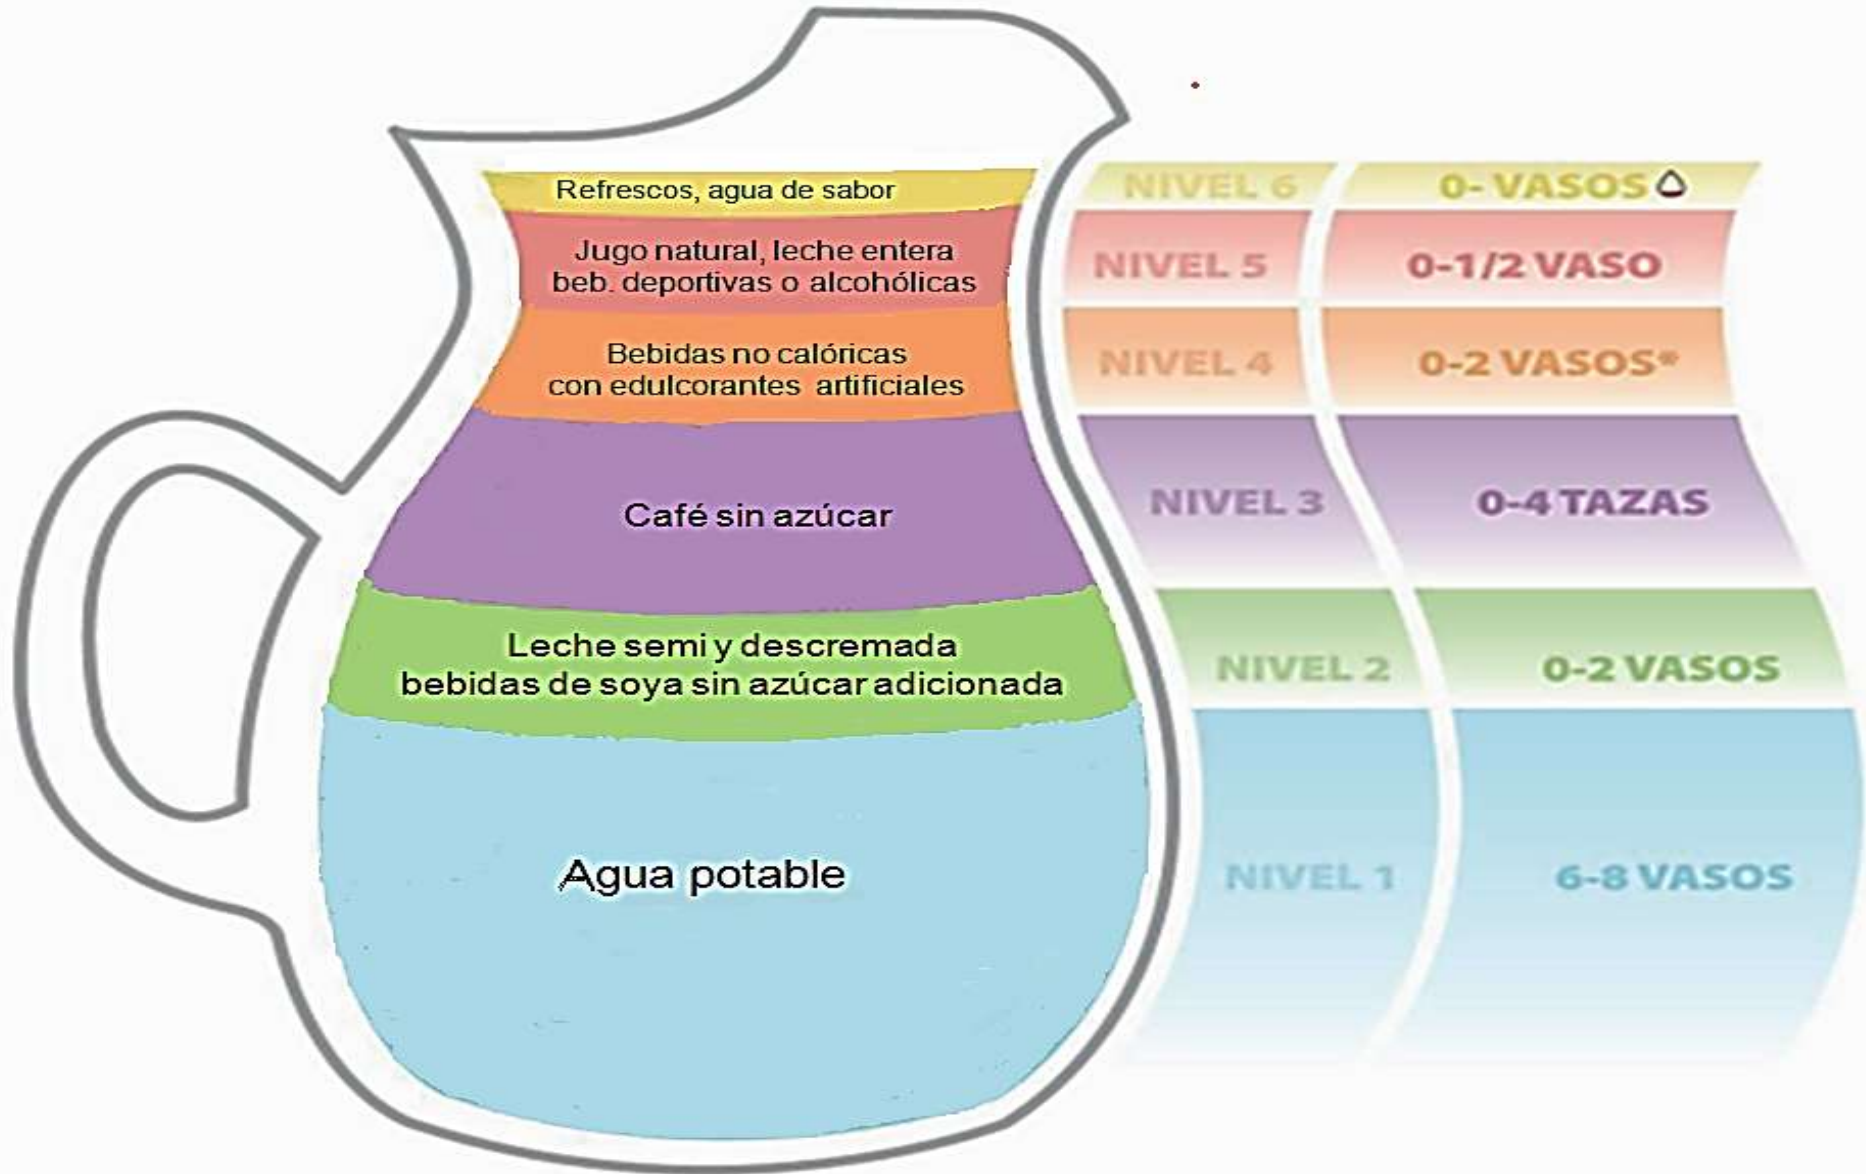 Refrescos, agua de sabor
NIVEL 6
0- VASOS
Jugo natural, leche entera
beb. deportivas o alcohólicas
NIVEL 5
0-1/2 VASO
Bebidas no calóricas
con edulcorantes artificiales
NIVEL 4
0-2 VASOS*
Café sin azúcar
NIVEL 3
0-4 TAZAS
Leche semi y descremada
bebidas de soya sin azúcar adicionada
NIVEL 2
0-2 VASOS
Agua potable
NIVEL 1
6-8 VASOS